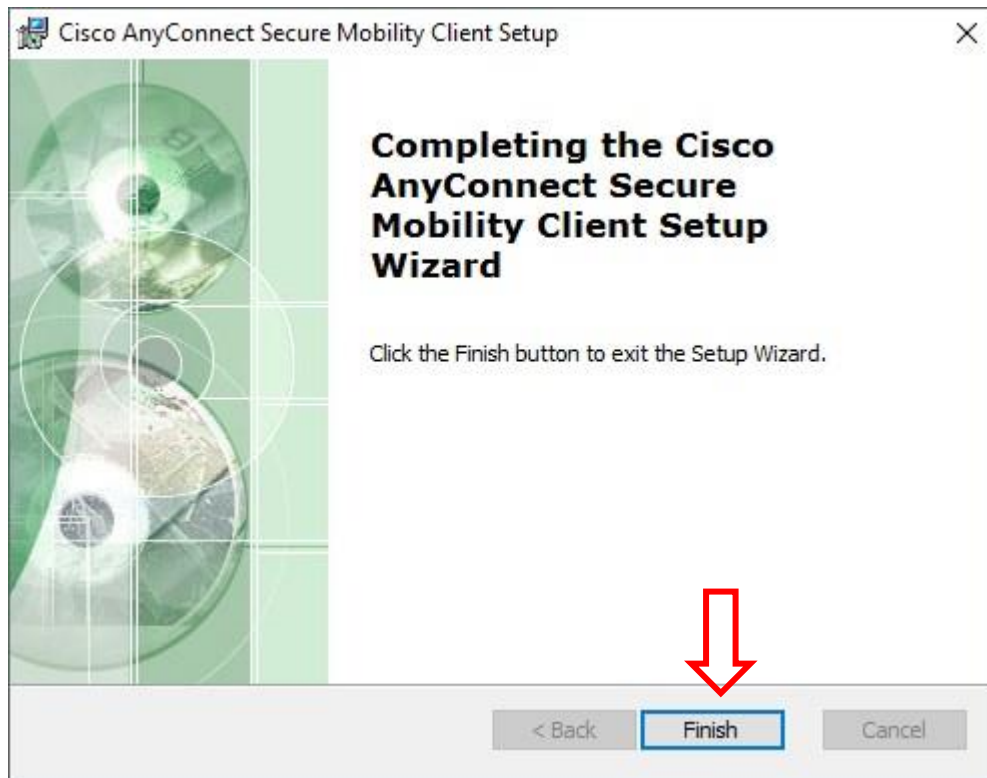 Cisco AnyConnect Secure Mobility Client Setup
Completing the Cisco
AnyConnect Secure
Mobility Client Setup
Wizard
Click the Finish button to exit the Setup Wizard.
< Back
Finish
Cancel